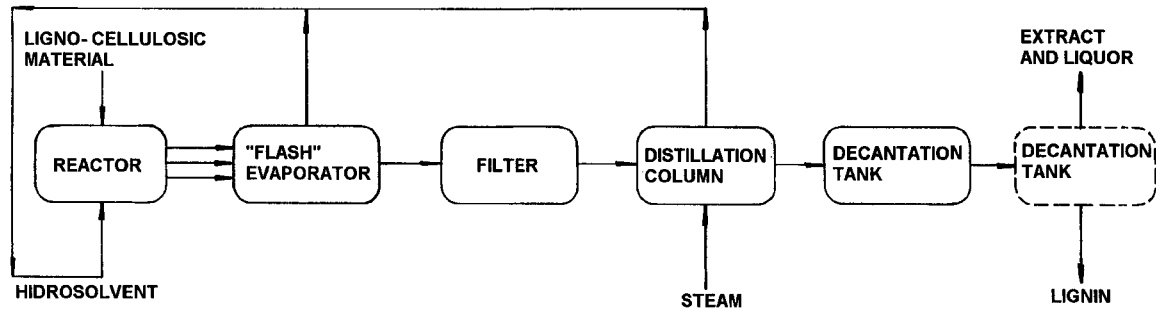 LIGNO- CELLULOSIC
MATERIAL
EXTRACT
AND LIQUOR
REACTOR
"FLASH"
EVAPORATOR
FILTER
DISTILLATION
COLUMN
DECANTATION
TANK
DECANTATION
TANK
HIDROSOLVENT
STEAM
LIGNIN